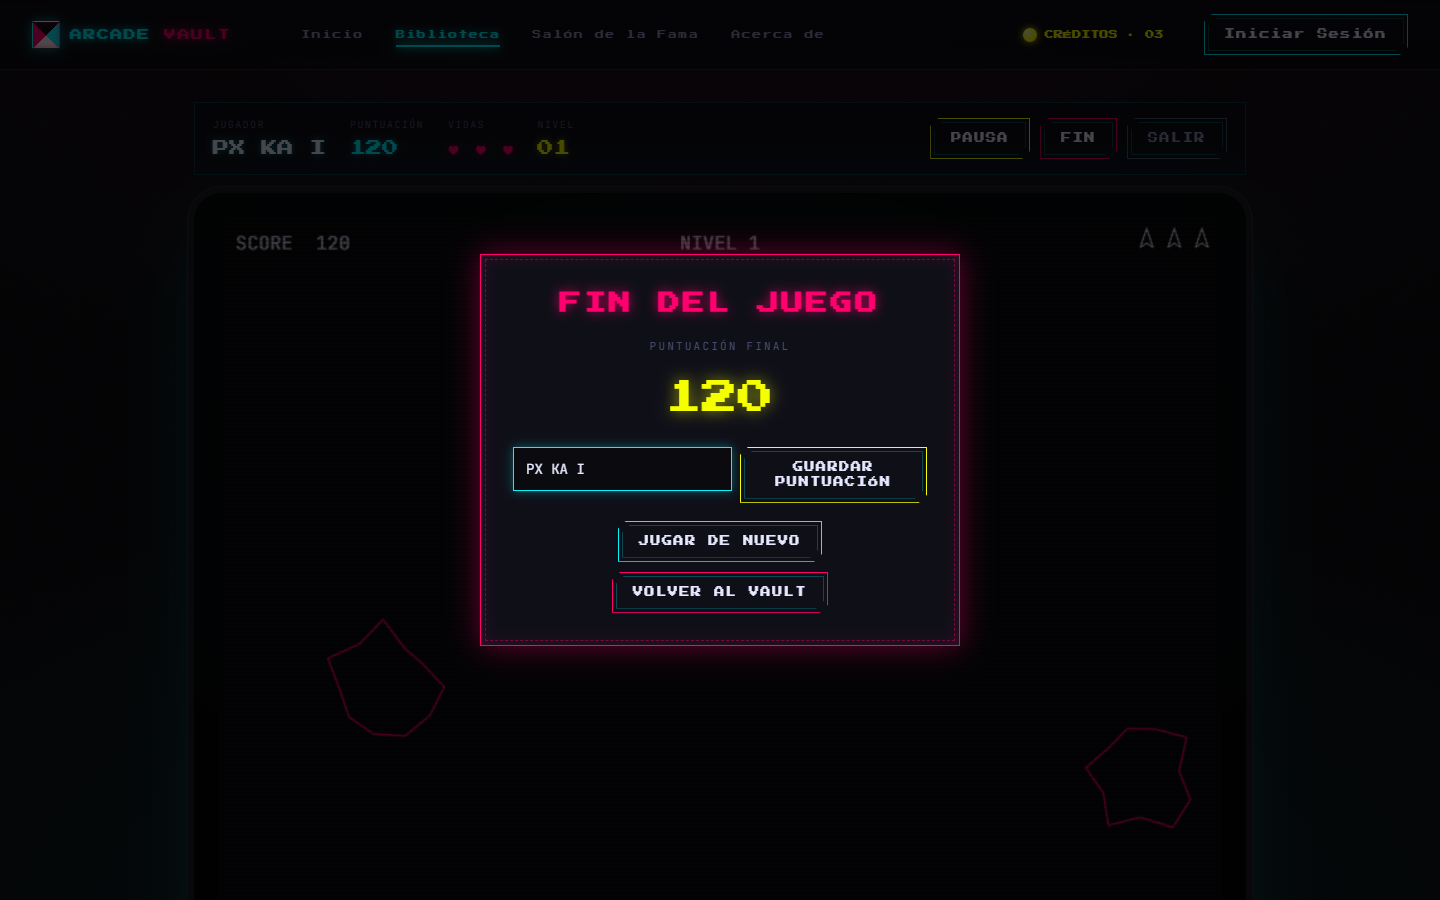 ARCADE VAULT
Inicio
Biblioteca
Salón de la Fama
Acerca de
CRéDITOS · 03
Iniciar Sesión
JUGADOR
PX KA I
PUNTUACIÓN
120
VIDAS
NIVEL
01
PAUSA
FIN
SALIR
SCORE 120
NIVEL 1
FIN DEL JUEGO
PUNTUACIÓN FINAL
120
PX KA I
GUARDAR
PUNTUACIóN
JUGAR DE NUEVO
VOLVER AL VAULT